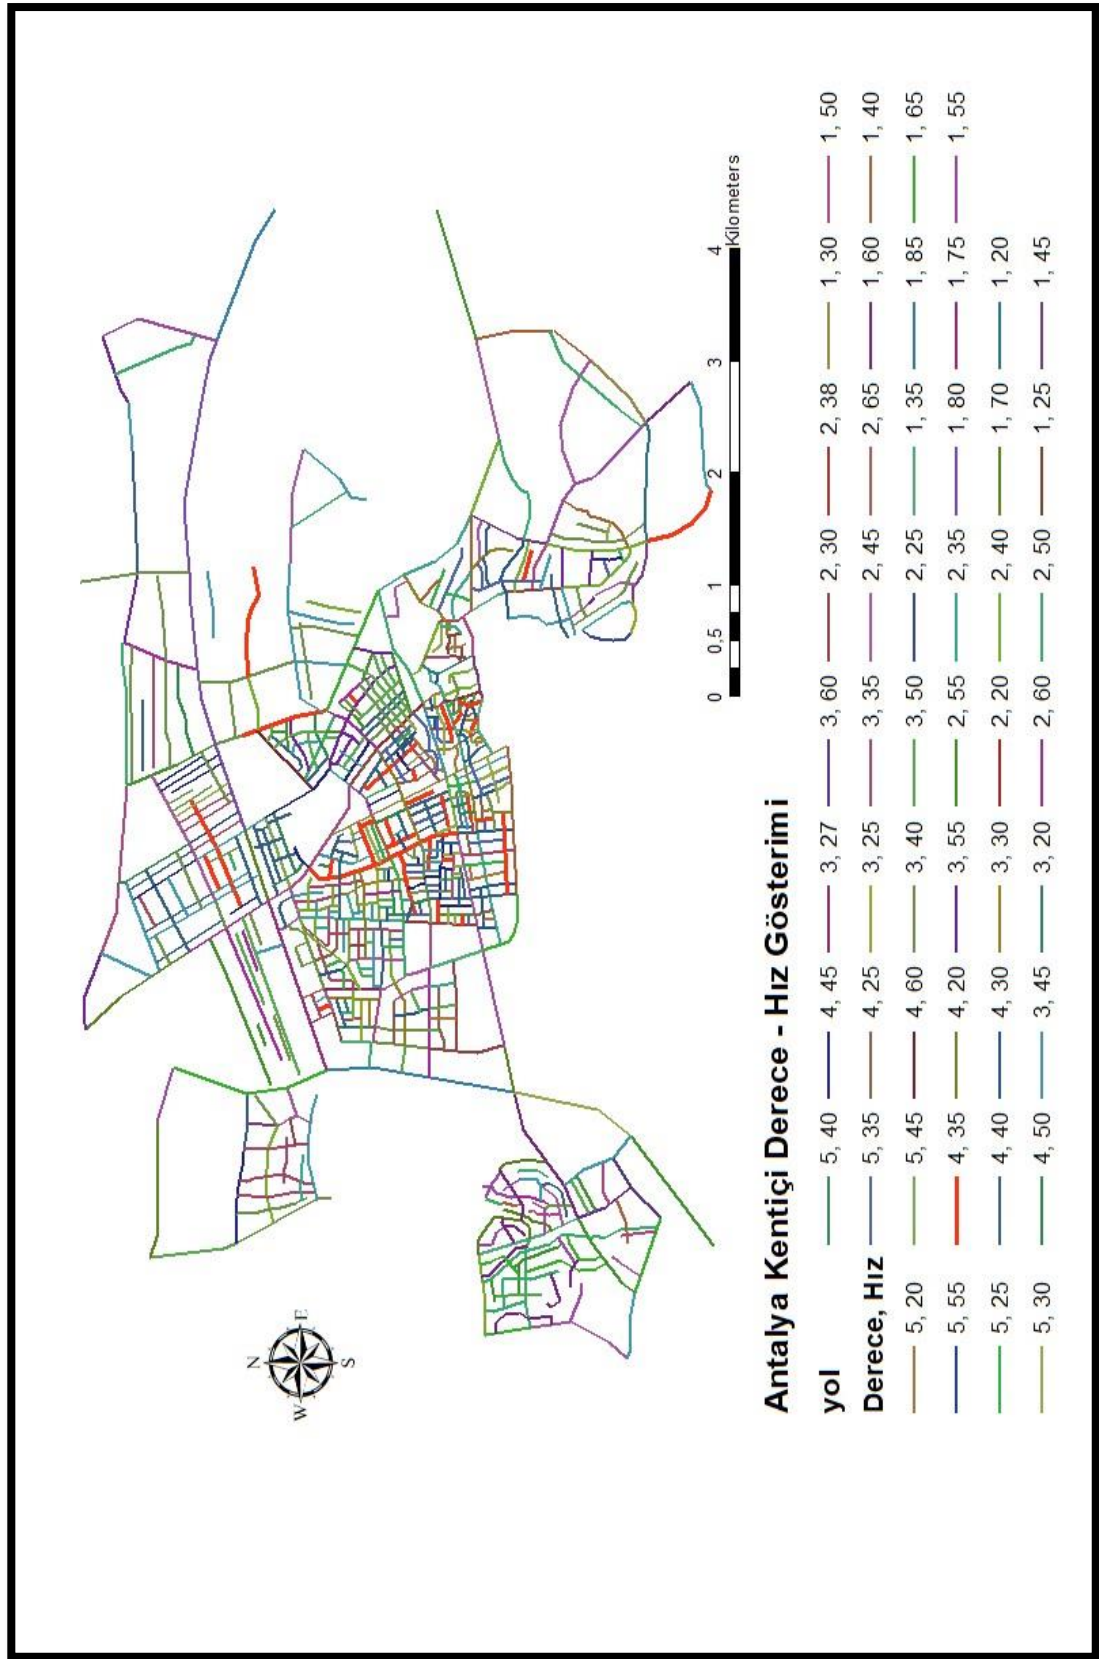 N
W E
S
0 0,5 1 2 3 4
Kilometers
Antalya Kentiçi Derece - Hız Gösterimi
yol 5, 40 4, 45 3, 27 3, 60 2, 30 2, 38 1, 30 1, 50
Derece, Hız 5, 35 4, 25 3, 25 3, 35 2, 45 2, 65 1, 60 1, 40
5, 20 5, 45 4, 60 3, 40 3, 50 2, 25 1, 35 1, 85 1, 65
5, 55 4, 35 4, 20 3, 55 2, 55 2, 35 1, 80 1, 75 1, 55
5, 25 4, 40 4, 30 3, 30 2, 20 2, 40 1, 70 1, 20
5, 30 4, 50 3, 45 3, 20 2, 60 2, 50 1, 25 1, 45